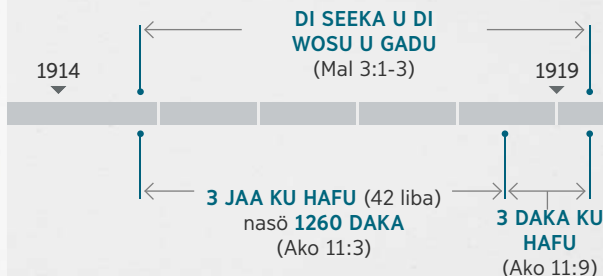 DI SEEKA U DI
WOSU U GADU
(Mal 3:1-3)
1914
1919
3 JAA KU HAFU (42 liba)
nasö 1260 DAKA
(Ako 11:3)
3 DAKA KU
HAFU
(Ako 11:9)